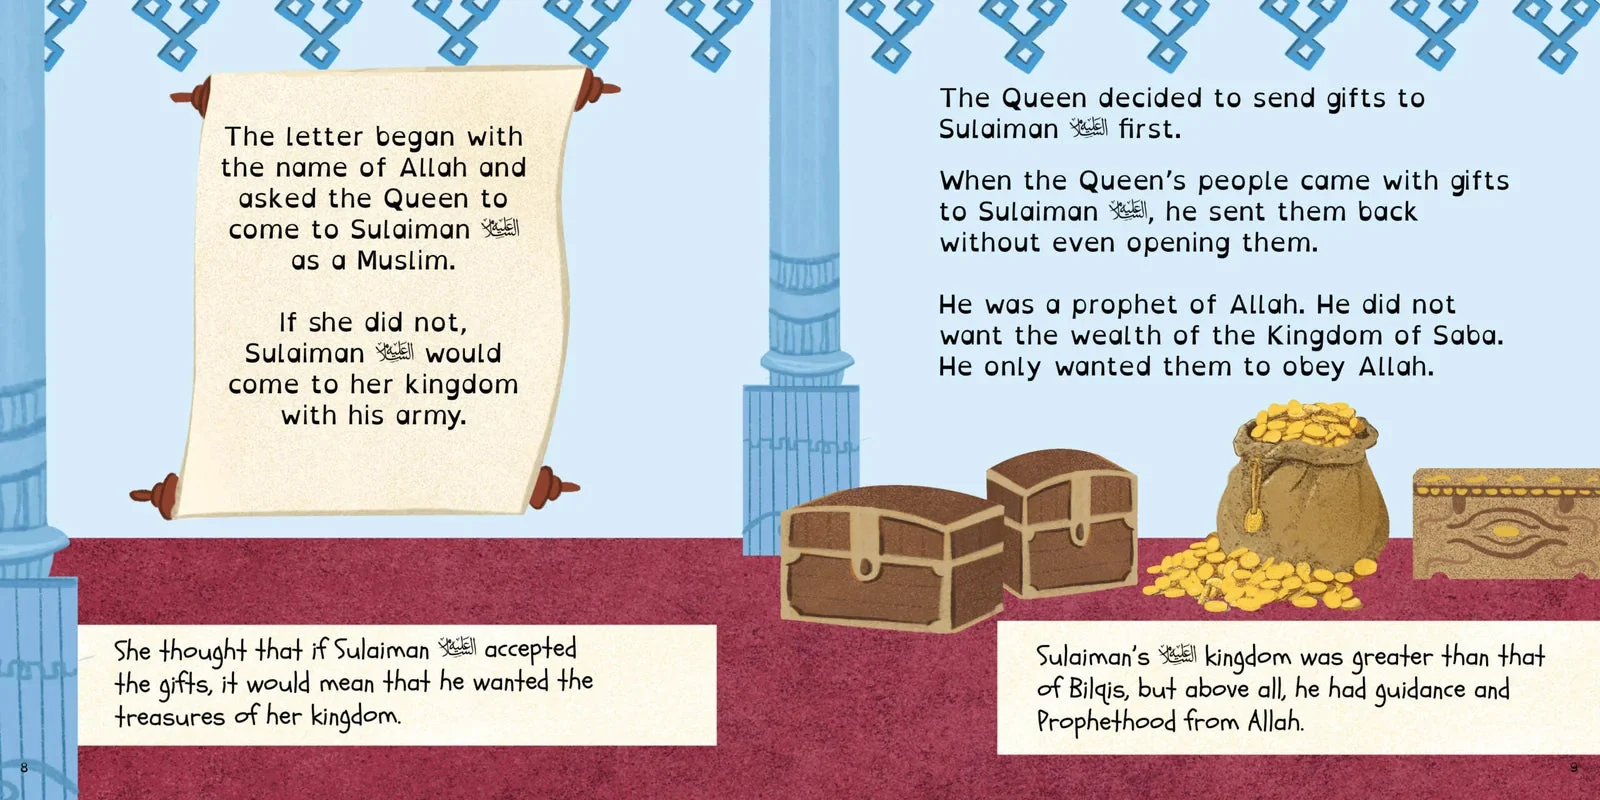 The letter began with
the name of Allah and
asked the Queen to
come to Sulaiman عليه السلام
as a Muslim.
If she did not,
Sulaiman عليه السلام would
come to her kingdom
with his army.
She thought that if Sulaiman عليه السلام accepted
the gifts, it would mean that he wanted the
treasures of her kingdom.
8
The Queen decided to send gifts to
Sulaiman عليه السلام first.
When the Queen's people came with gifts
to Sulaiman عليه السلام, he sent them back
without even opening them.
He was a prophet of Allah. He did not
want the wealth of the Kingdom of Saba.
He only wanted them to obey Allah.
Sulaiman's عليه السلام kingdom was greater than that
of Bilqis, but above all, he had guidance and
Prophethood from Allah.
9